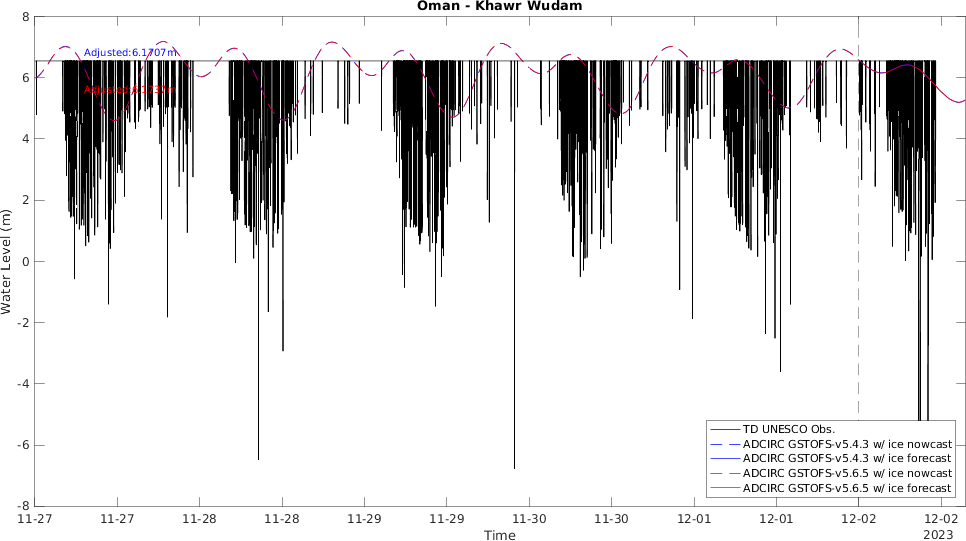 Oman - Khawr Wudam
8
6
4
2
0
-2
-4
-6
-8
Water Level (m)
Adjusted:6.1707m
Adjusted:6.1737m
TD UNESCO Obs.
ADCIRC GSTOFS-v5.4.3 w/ ice nowcast
ADCIRC GSTOFS-v5.4.3 w/ ice forecast
ADCIRC GSTOFS-v5.6.5 w/ ice nowcast
ADCIRC GSTOFS-v5.6.5 w/ ice forecast
11-27 11-27 11-28 11-28 11-29 11-29 11-30 11-30 12-01 12-01 12-02 12-02
Time
2023